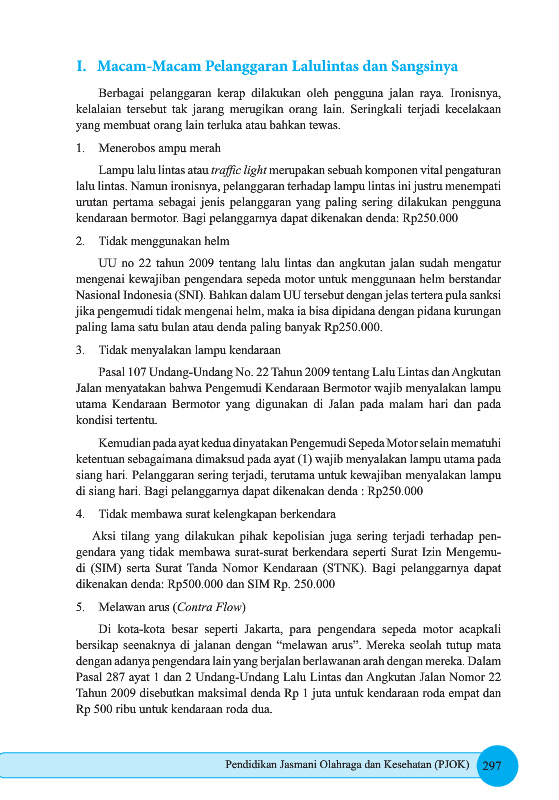 I. Macam-Macam Pelanggaran Lalulintas dan Sangsinya
Berbagai pelanggaran kerap dilakukan oleh pengguna jalan raya. Ironisnya,
kelalaian tersebut tak jarang merugikan orang lain. Seringkali terjadi kecelakaan
yang membuat orang lain terluka atau bahkan tewas.
1. Menerobos ampu merah
Lampu lalu lintas atau traffic light merupakan sebuah komponen vital pengaturan
lalu lintas. Namun ironisnya, pelanggaran terhadap lampu lintas ini justru menempati
urutan pertama sebagai jenis pelanggaran yang paling sering dilakukan pengguna
kendaraan bermotor. Bagi pelanggarnya dapat dikenakan denda: Rp250.000
2. Tidak menggunakan helm
UU no 22 tahun 2009 tentang lalu lintas dan angkutan jalan sudah mengatur
mengenai kewajiban pengendara sepeda motor untuk menggunaan helm berstandar
Nasional Indonesia (SNI). Bahkan dalam UU tersebut dengan jelas tertera pula sanksi
jika pengemudi tidak mengenai helm, maka ia bisa dipidana dengan pidana kurungan
paling lama satu bulan atau denda paling banyak Rp250.000.
3. Tidak menyalakan lampu kendaraan
Pasal 107 Undang-Undang No. 22 Tahun 2009 tentang Lalu Lintas dan Angkutan
Jalan menyatakan bahwa Pengemudi Kendaraan Bermotor wajib menyalakan lampu
utama Kendaraan Bermotor yang digunakan di Jalan pada malam hari dan pada
kondisi tertentu.
Kemudian pada ayat kedua dinyatakan Pengemudi Sepeda Motor selain mematuhi
ketentuan sebagaimana dimaksud pada ayat (1) wajib menyalakan lampu utama pada
siang hari. Pelanggaran sering terjadi, terutama untuk kewajiban menyalakan lampu
di siang hari. Bagi pelanggarnya dapat dikenakan denda : Rp250.000
4. Tidak membawa surat kelengkapan berkendara
Aksi tilang yang dilakukan pihak kepolisian juga sering terjadi terhadap pen-
gendara yang tidak membawa surat-surat berkendara seperti Surat Izin Mengemu-
di (SIM) serta Surat Tanda Nomor Kendaraan (STNK). Bagi pelanggarnya dapat
dikenakan denda: Rp500.000 dan SIM Rp. 250.000
5. Melawan arus (Contra Flow)
Di kota-kota besar seperti Jakarta, para pengendara sepeda motor acapkali
bersikap seenaknya di jalanan dengan “melawan arus”. Mereka seolah tutup mata
dengan adanya pengendara lain yang berjalan berlawanan arah dengan mereka. Dalam
Pasal 287 ayat 1 dan 2 Undang-Undang Lalu Lintas dan Angkutan Jalan Nomor 22
Tahun 2009 disebutkan maksimal denda Rp 1 juta untuk kendaraan roda empat dan
Rp 500 ribu untuk kendaraan roda dua.
Pendidikan Jasmani Olahraga dan Kesehatan (PJOK) 297